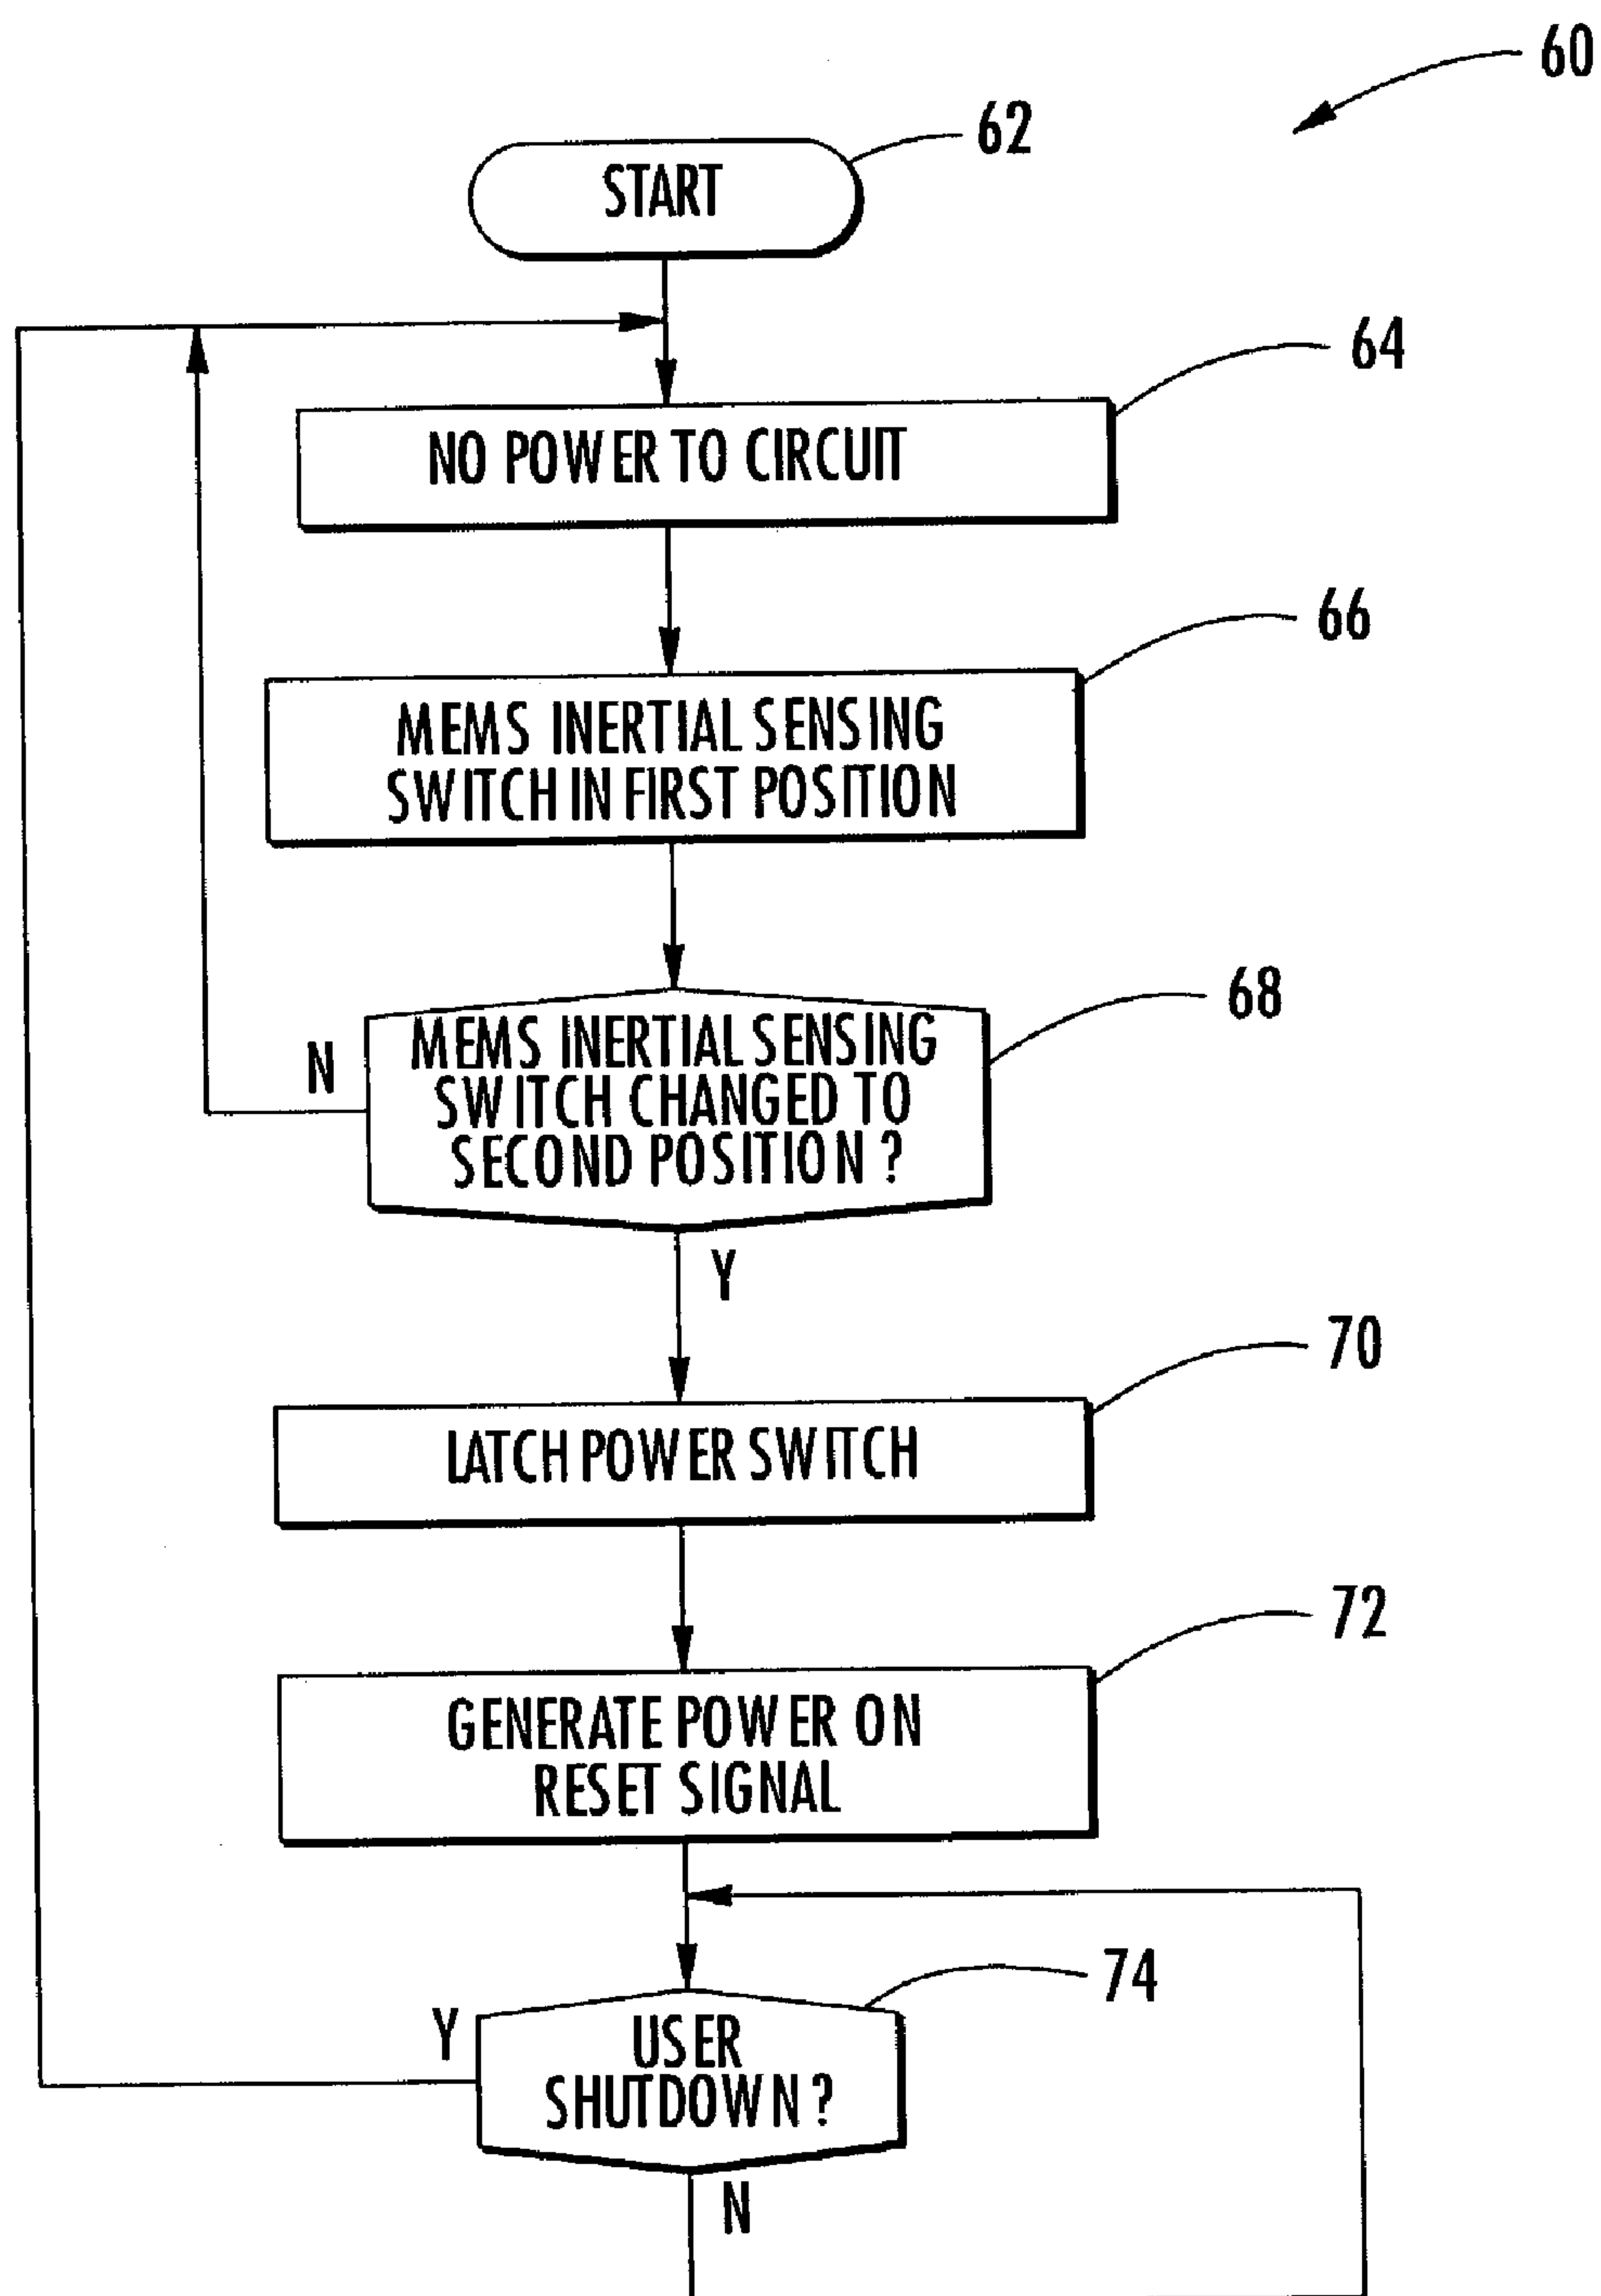 60
62
START
64
NO POWER TO CIRCUIT
66
MEMS INERTIAL SENSING
SWITCH IN FIRST POSITION
68
MEMS INERTIAL SENSING
SWITCH CHANGED TO
SECOND POSITION ?
N
Y
70
LATCH POWER SWITCH
72
GENERATE POWER ON
RESET SIGNAL
74
Y
USER
SHUTDOWN ?
N